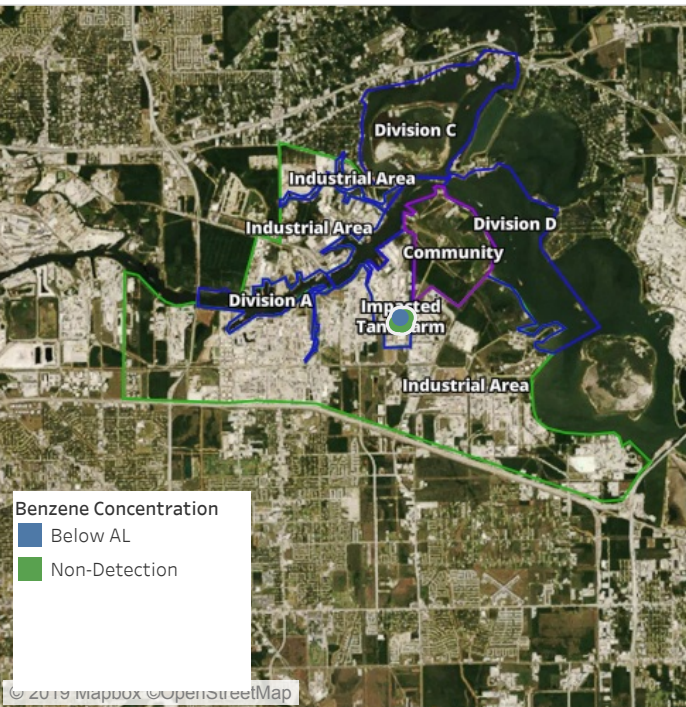 Division C
Industrial Area
Industrial Area
Division D
Community
Division A
Impacted
Tank Farm
Industrial Area
Benzene Concentration
Below AL
Non-Detection
© 2019 Mapbox ©OpenStreetMap